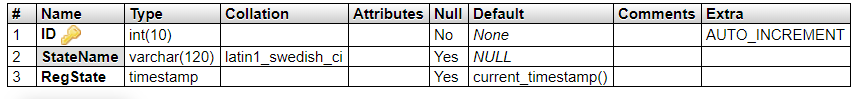 # Name Type Collation Attributes Null Default Comments Extra
1 ID int(10) No None AUTO_INCREMENT
2 StateName varchar(120) latin1_swedish_ci Yes NULL
3 RegState timestamp Yes current_timestamp()